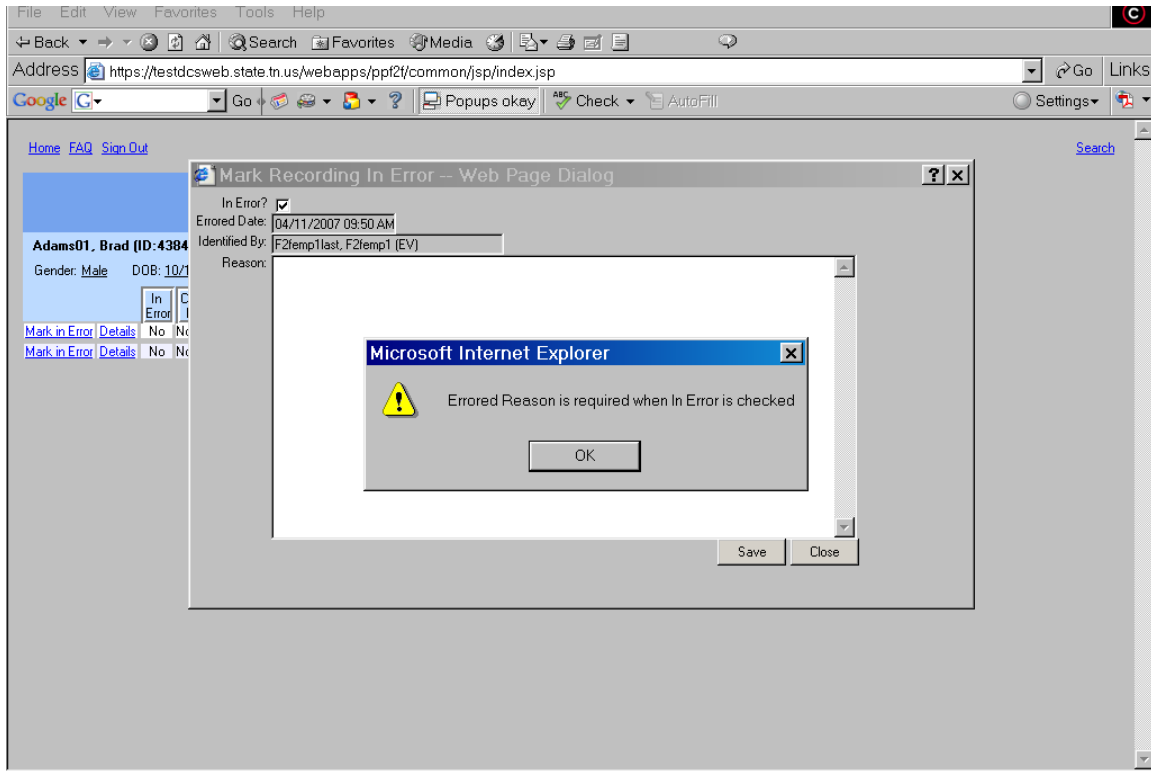 File Edit View Favorites Tools Help
Back Search Favorites Media
Address https://testdcsweb.state.tn.us/webapps/ppf2f/common/jsp/index.jsp Go Links
Google G Go Popups okay ABC Check AutoFill Settings
Home FAQ Sign Out Search
Mark Recording In Error -- Web Page Dialog ? X
In Error?
Errored Date: 04/11/2007 09:50 AM
Adams01, Brad (ID:4384 Identified By: F2femp1last, F2femp1 (EV)
Gender: Male DOB: 10/1 Reason:
In
Error
Mark in Error Details No
Mark in Error Details No
Microsoft Internet Explorer
Errored Reason is required when In Error is checked
OK
Save Close